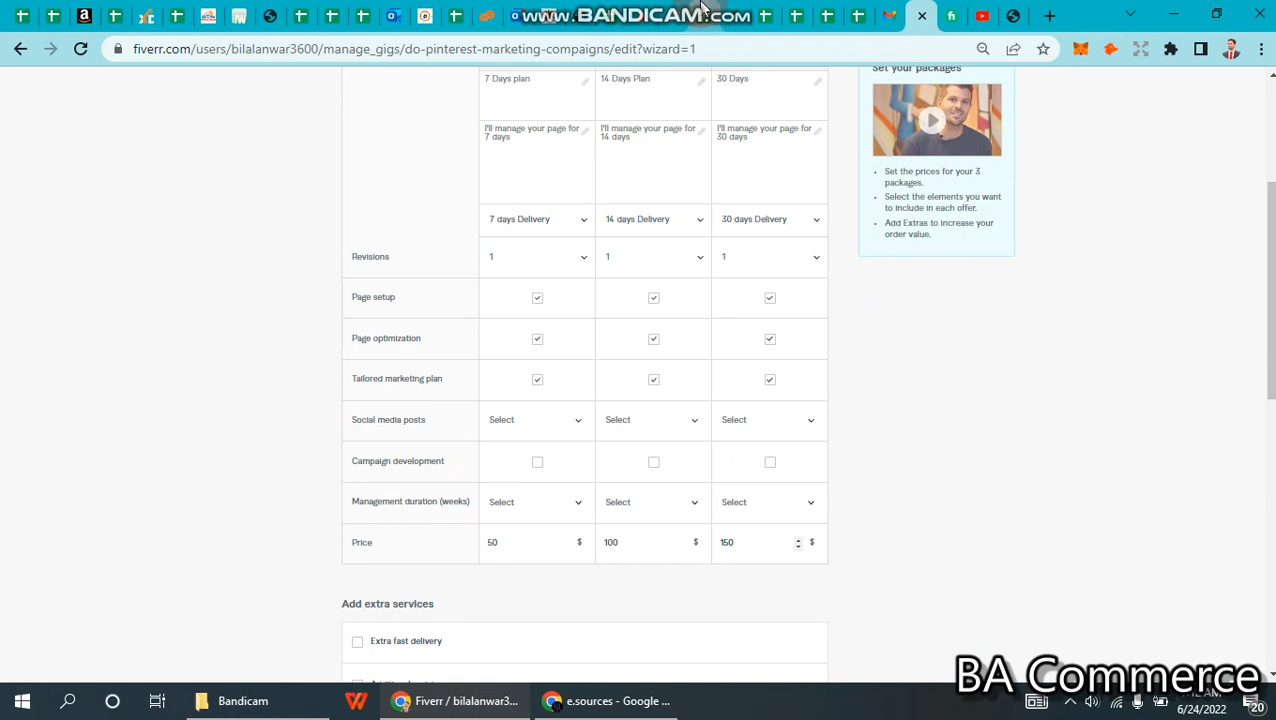 WWW.BANDICAM.COM
fiverr.com/users/bilalanwar3600/manage_gigs/do-pinterest-marketing-compaigns/edit?wizard=1
Set your packages
7 Days plan
14 Days Plan
30 Days
I'll manage your page for
7 days
I'll manage your page for
14 days
I'll manage your page for
30 days
Set the prices for your 3
packages.
Select the elements you want
to include in each offer.
Add Extras to increase your
order value.
7 days Delivery
14 days Delivery
30 days Delivery
Revisions 1 1 1
Page setup
Page optimization
Tailored marketing plan
Social media posts Select Select Select
Campaign development
Management duration (weeks) Select Select Select
Price 50 $ 100 $ 150 $
Add extra services
Extra fast delivery
BA Commerce
Bandicam
Fiverr / bilalanwar3600/m...
e.sources - Google ...
6/24/2022
20